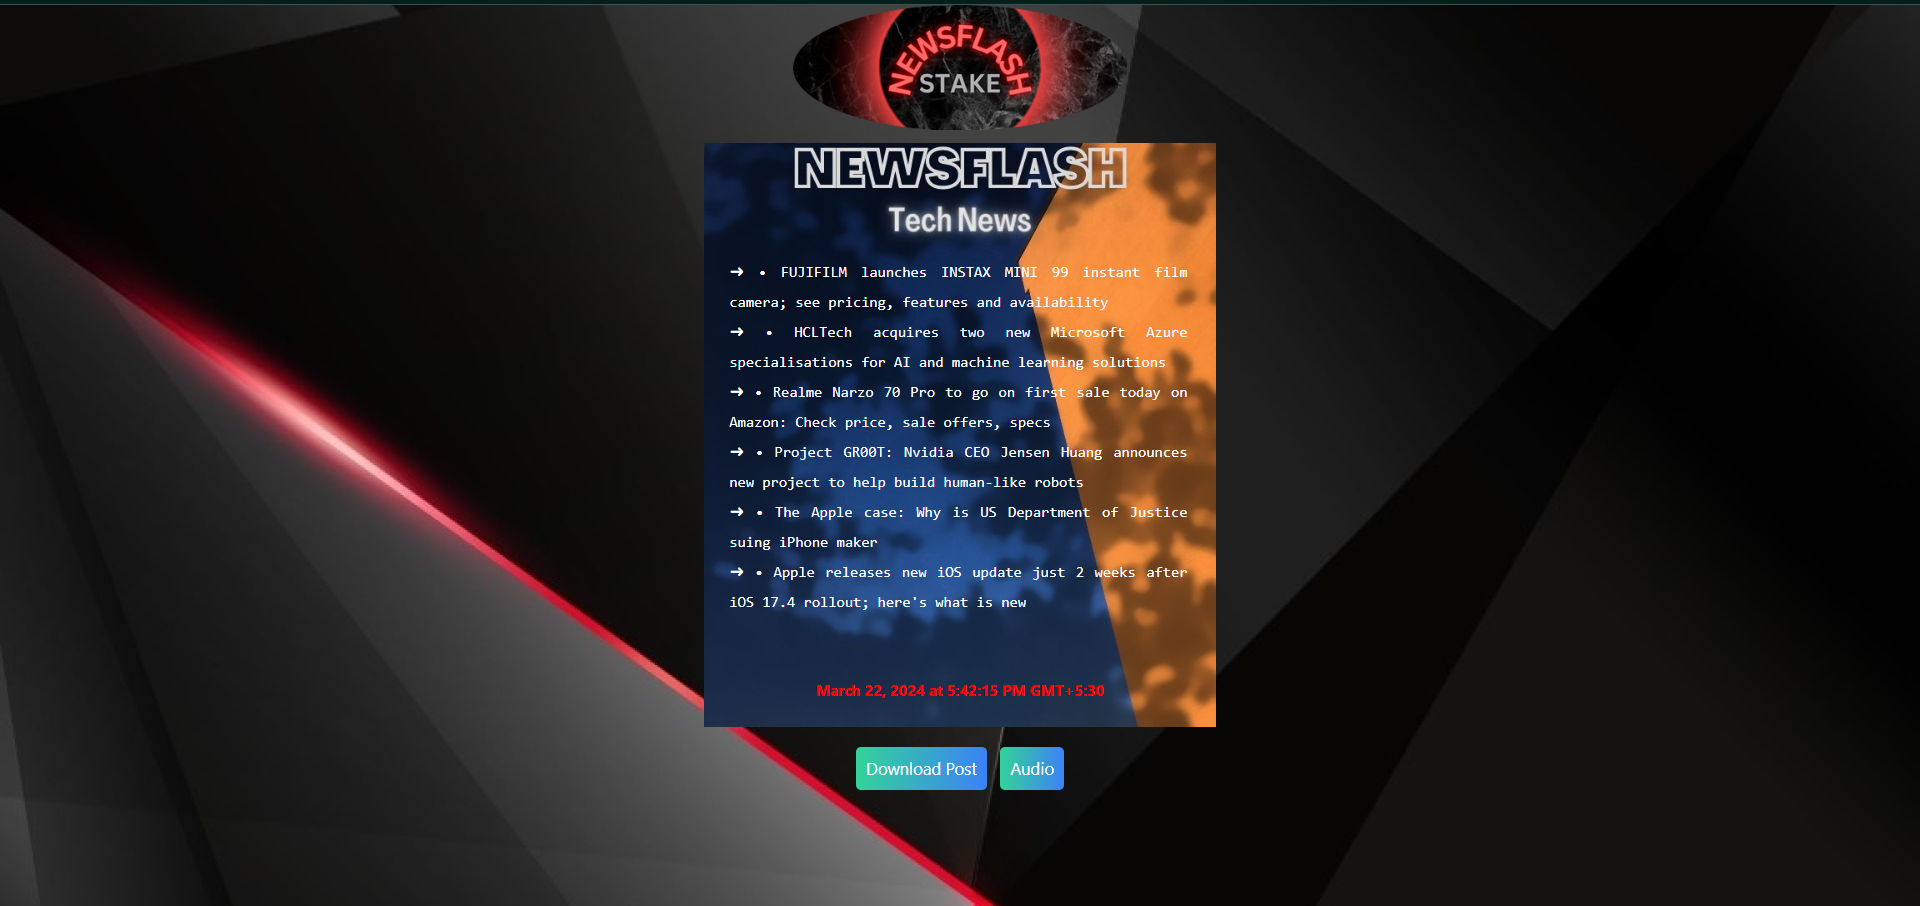 NEWSFLASH
STAKE
NEWSFLASH
Tech News
➜ • FUJIFILM launches INSTAX MINI 99 instant film
camera; see pricing, features and availability
➜ • HCLTech acquires two new Microsoft Azure
specialisations for AI and machine learning solutions
➜ • Realme Narzo 70 Pro to go on first sale today on
Amazon: Check price, sale offers, specs
➜ • Project GR00T: Nvidia CEO Jensen Huang announces
new project to help build human-like robots
➜ • The Apple case: Why is US Department of Justice
suing iPhone maker
➜ • Apple releases new iOS update just 2 weeks after
iOS 17.4 rollout; here's what is new
March 22, 2024 at 5:42:15 PM GMT+5:30
Download Post
Audio